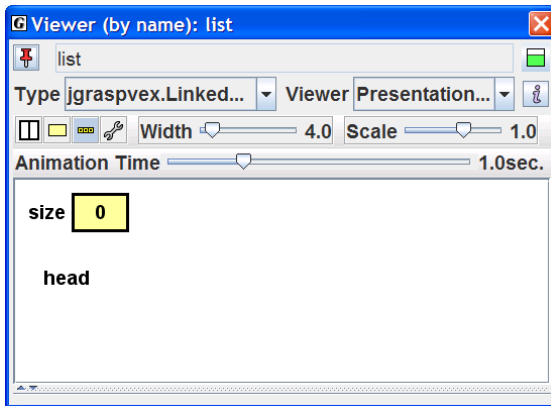 G Viewer (by name): list
list
Type jgraspvex.Linked... Viewer Presentation... i
Width 4.0 Scale 1.0
Animation Time 1.0sec.
size 0
head